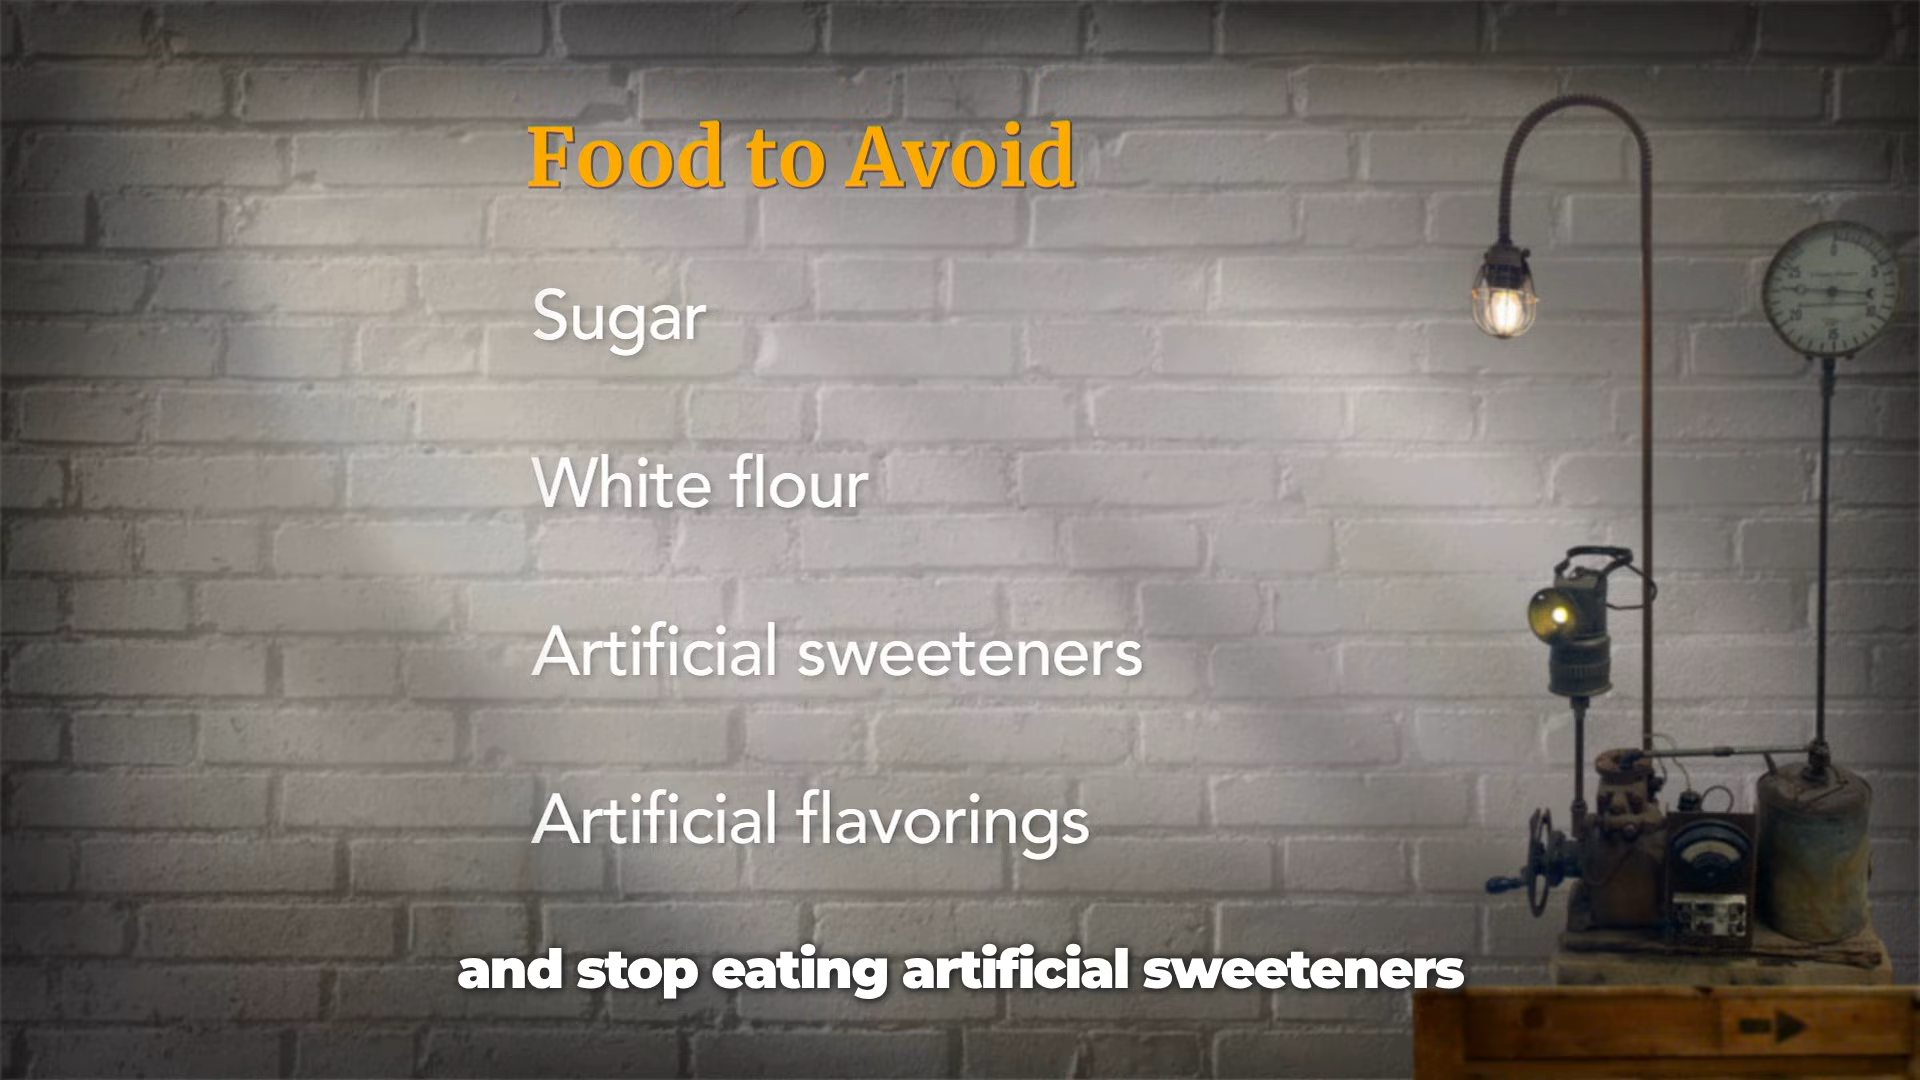 Food to Avoid
Sugar
White flour
Artificial sweeteners
Artificial flavorings
and stop eating artificial sweeteners